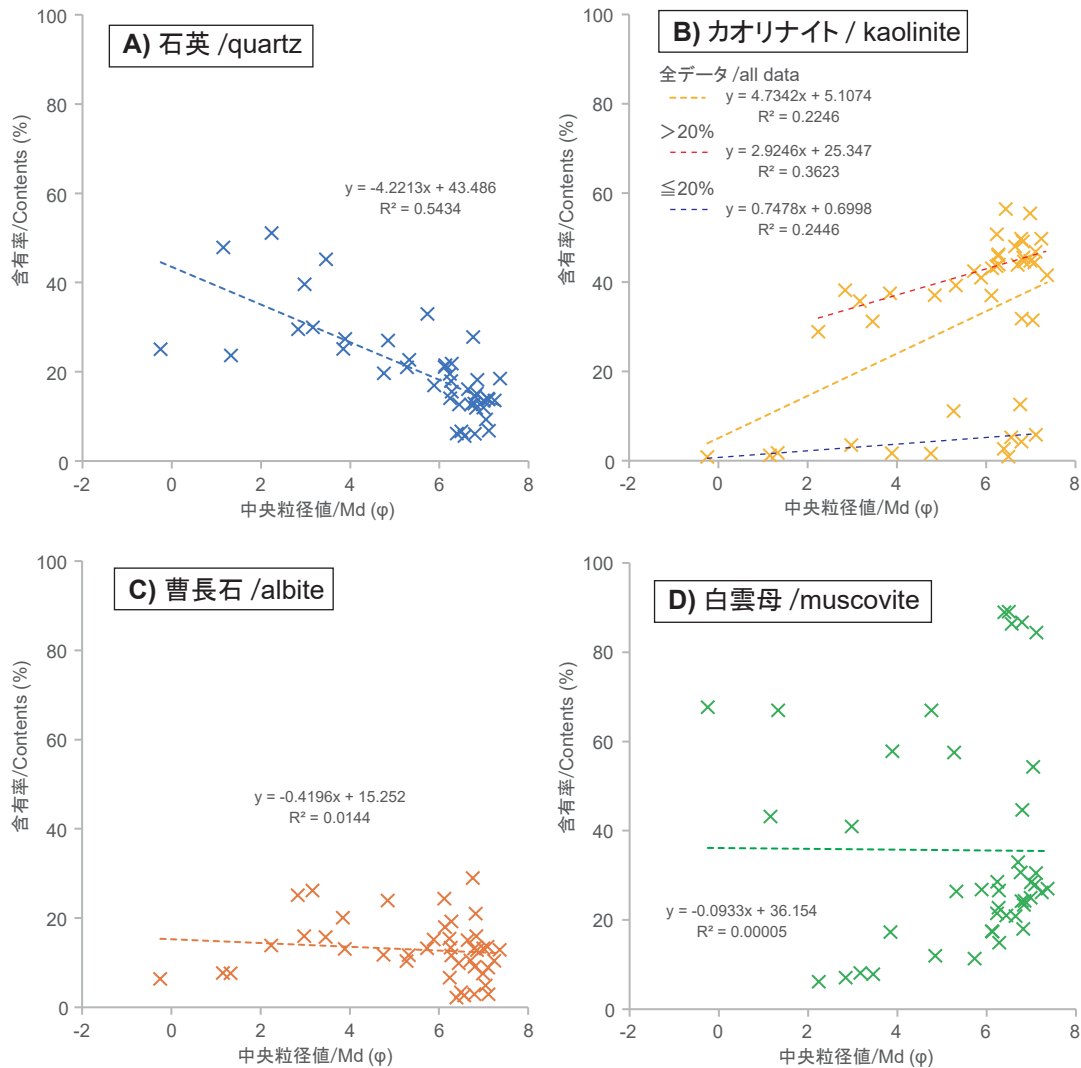 A) 石英 /quartz
含有率/Contents (%)
100
80
60
40
20
0
y = -4.2213x + 43.486
R² = 0.5434
-2 0 2 4 6 8
中央粒径値/Md (φ)
B) カオリナイト / kaolinite
含有率/Contents (%)
100
80
60
40
20
0
全データ /all data
y = 4.7342x + 5.1074
R² = 0.2246
＞20%
y = 2.9246x + 25.347
R² = 0.3623
≦20%
y = 0.7478x + 0.6998
R² = 0.2446
-2 0 2 4 6 8
中央粒径値/Md (φ)
C) 曹長石 /albite
含有率/Contents (%)
100
80
60
40
20
0
y = -0.4196x + 15.252
R² = 0.0144
-2 0 2 4 6 8
中央粒径値/Md (φ)
D) 白雲母 /muscovite
含有率/Contents (%)
100
80
60
40
20
0
y = -0.0933x + 36.154
R² = 0.00005
-2 0 2 4 6 8
中央粒径値/Md (φ)